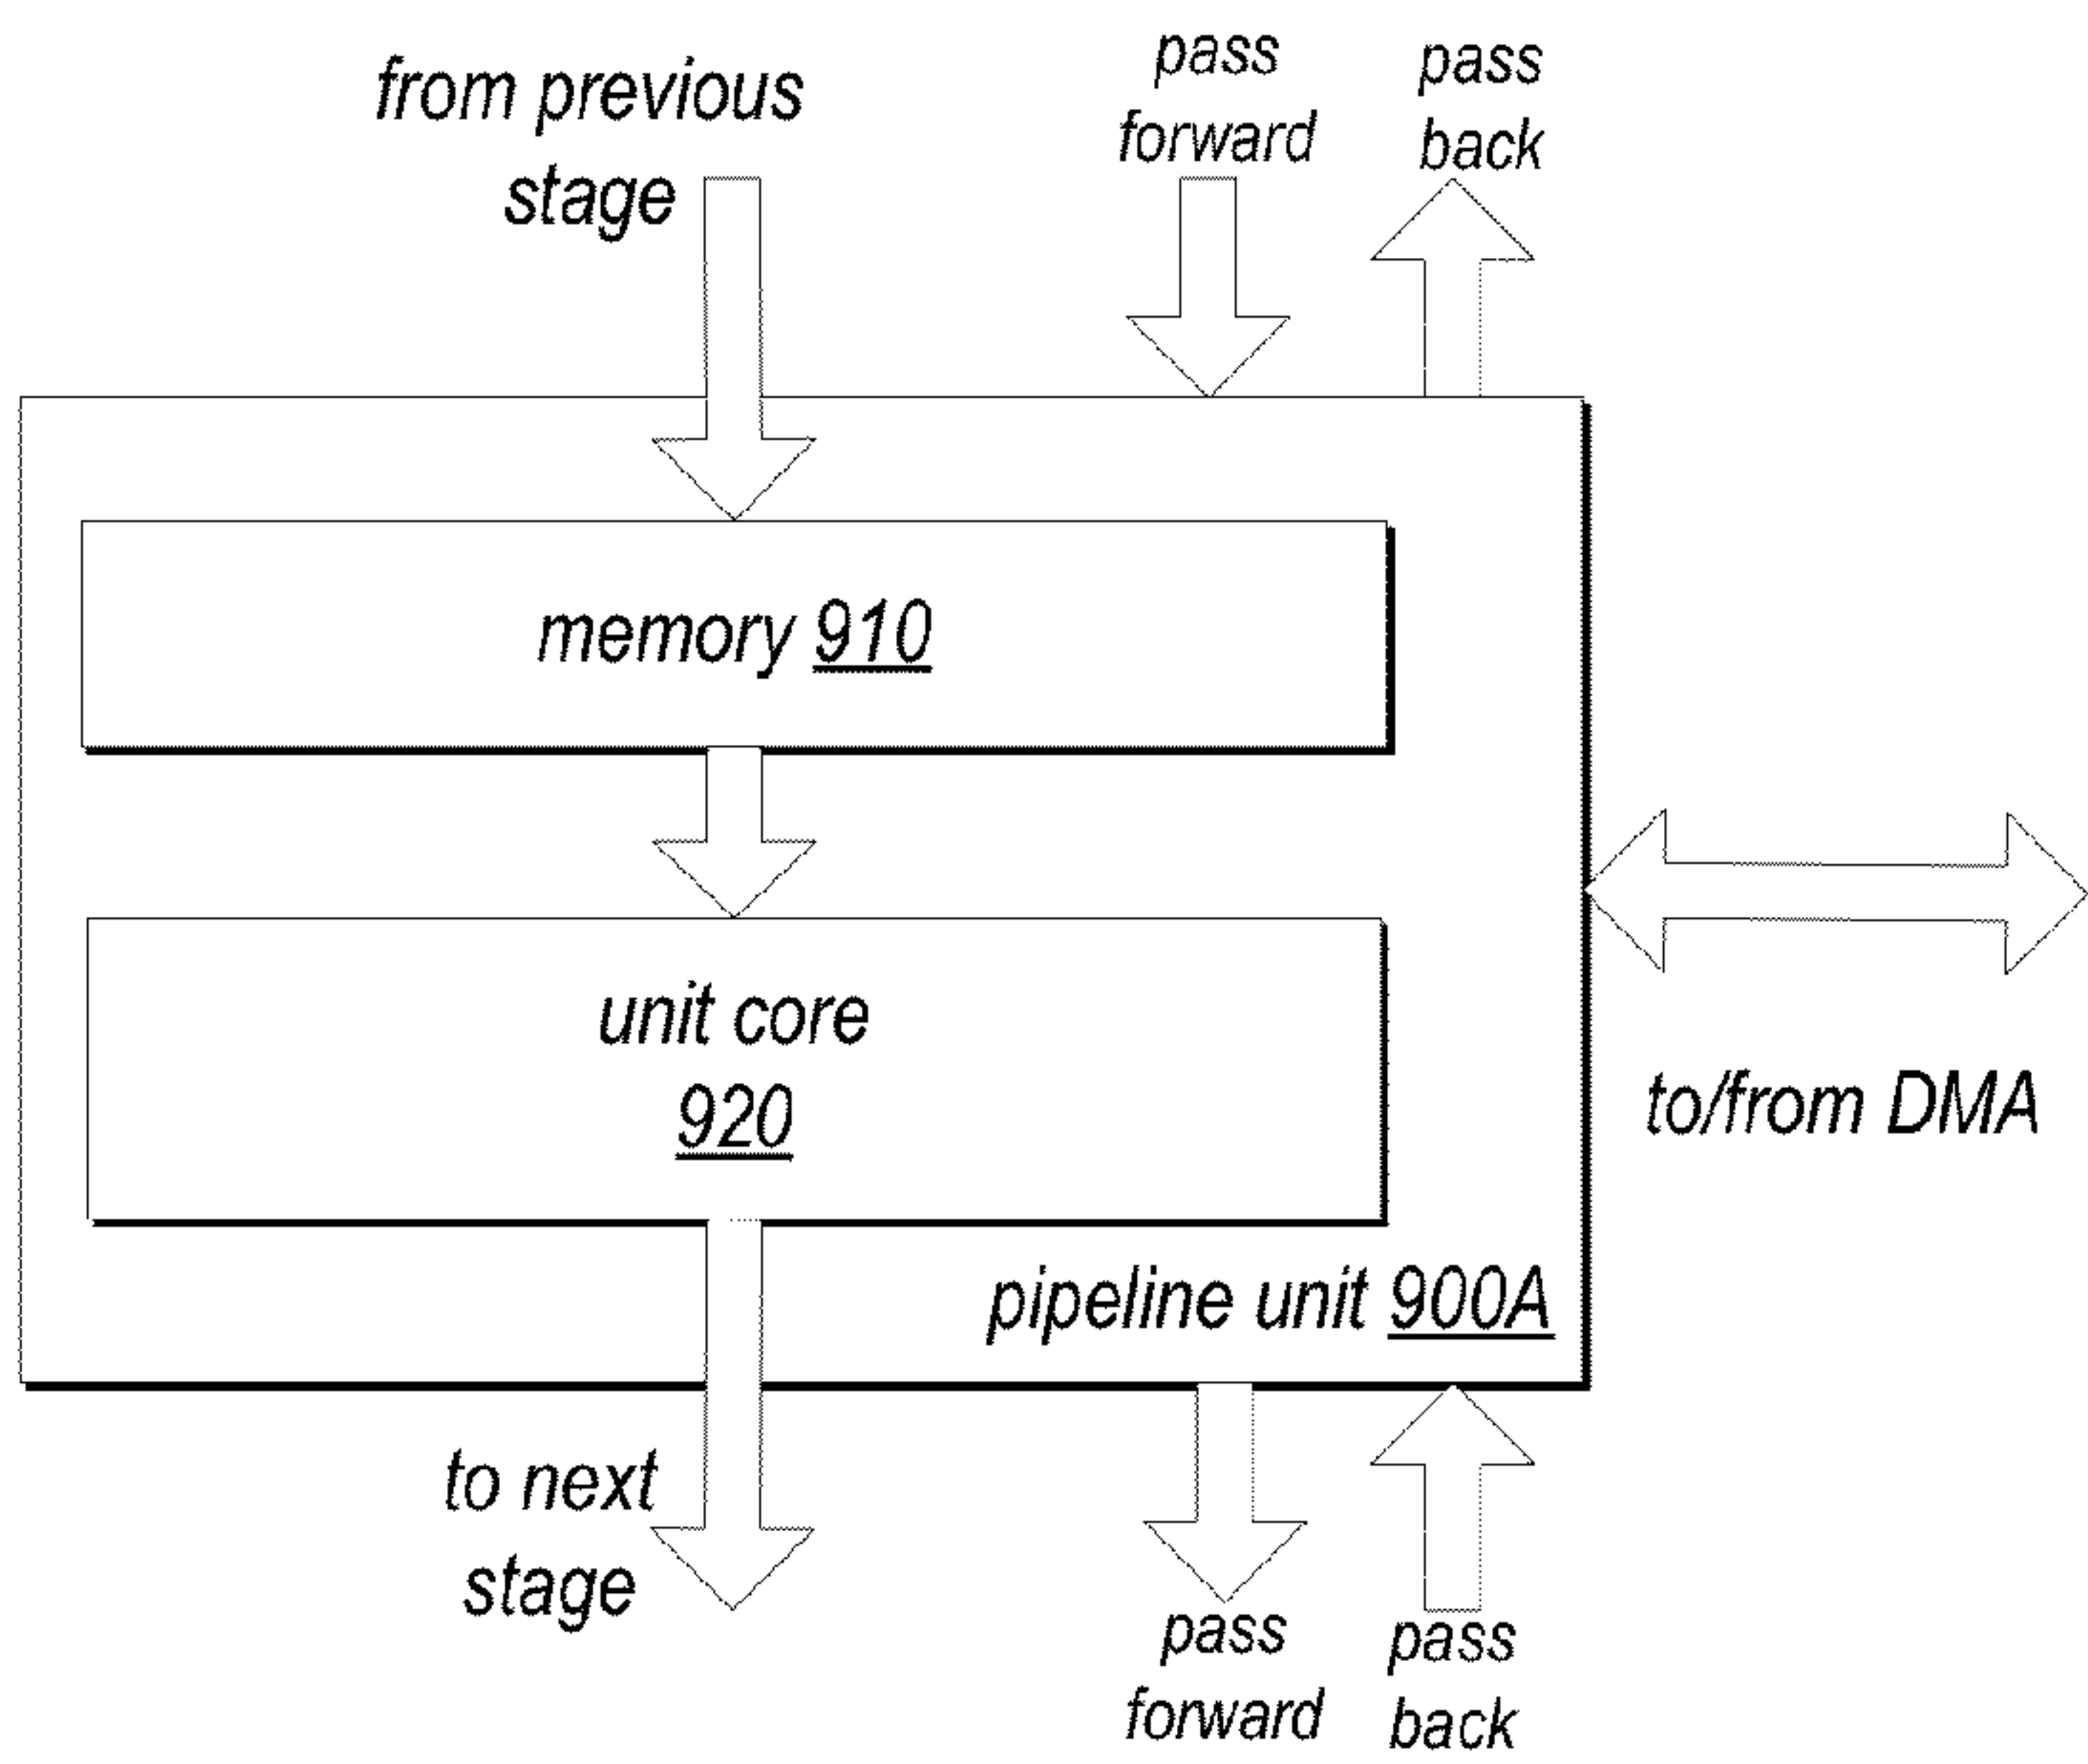 from previous
stage
pass
forward
pass
back
memory 910
unit core
920
to/from DMA
pipeline unit 900A
to next
stage
pass
forward
pass
back